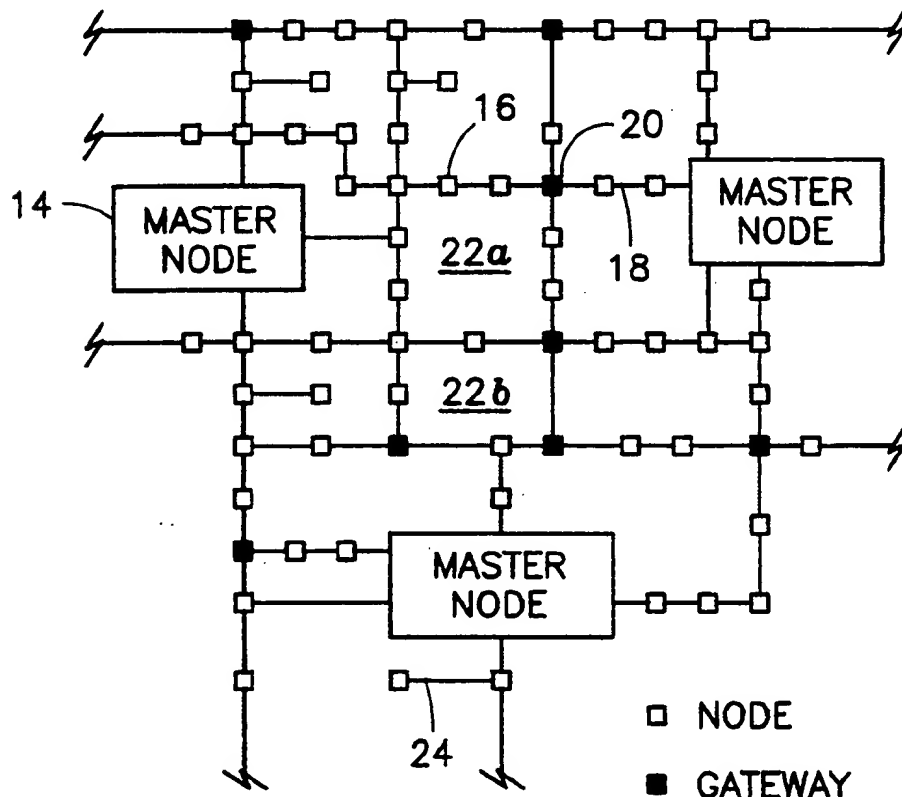 16
20
14
MASTER
NODE
MASTER
NODE
22a
18
22b
MASTER
NODE
24
NODE
GATEWAY